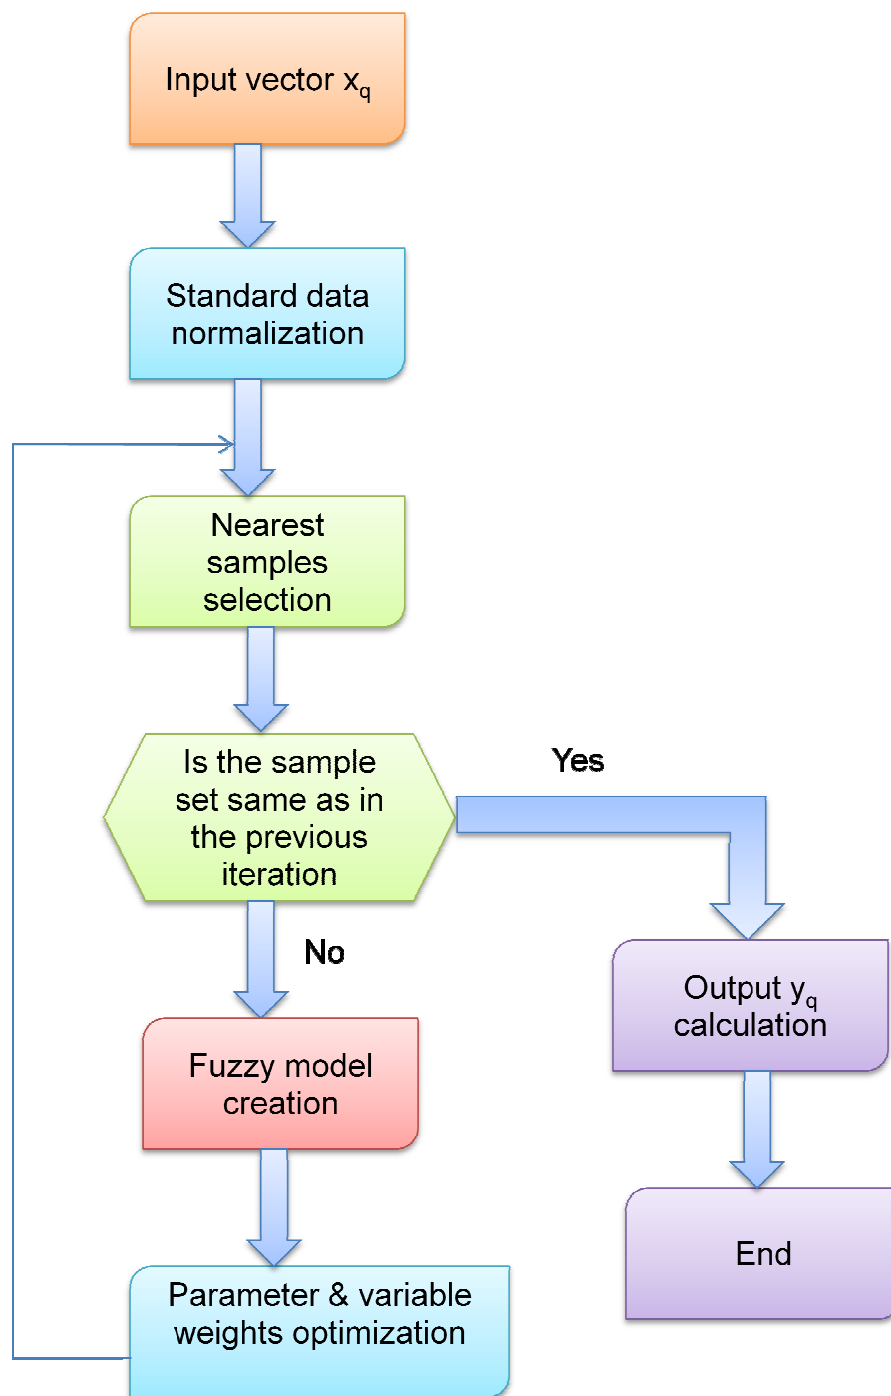 Input vector xq
Standard data
normalization
Nearest
samples
selection
Is the sample
set same as in
the previous
iteration
Yes
No
Output yq
calculation
Fuzzy model
creation
End
Parameter & variable
weights optimization